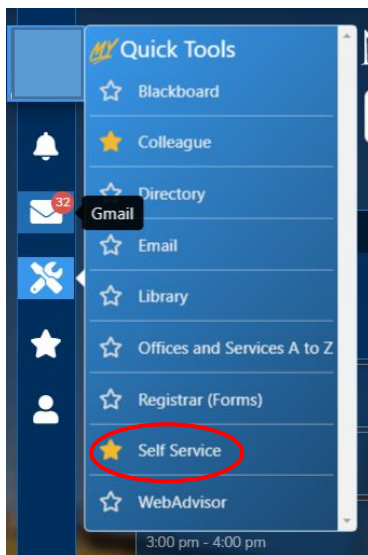 MY Quick Tools
Blackboard
Colleague
Directory
32
Gmail
Email
Library
Offices and Services A to Z
Registrar (Forms)
Self Service
WebAdvisor
3:00 pm - 4:00 pm